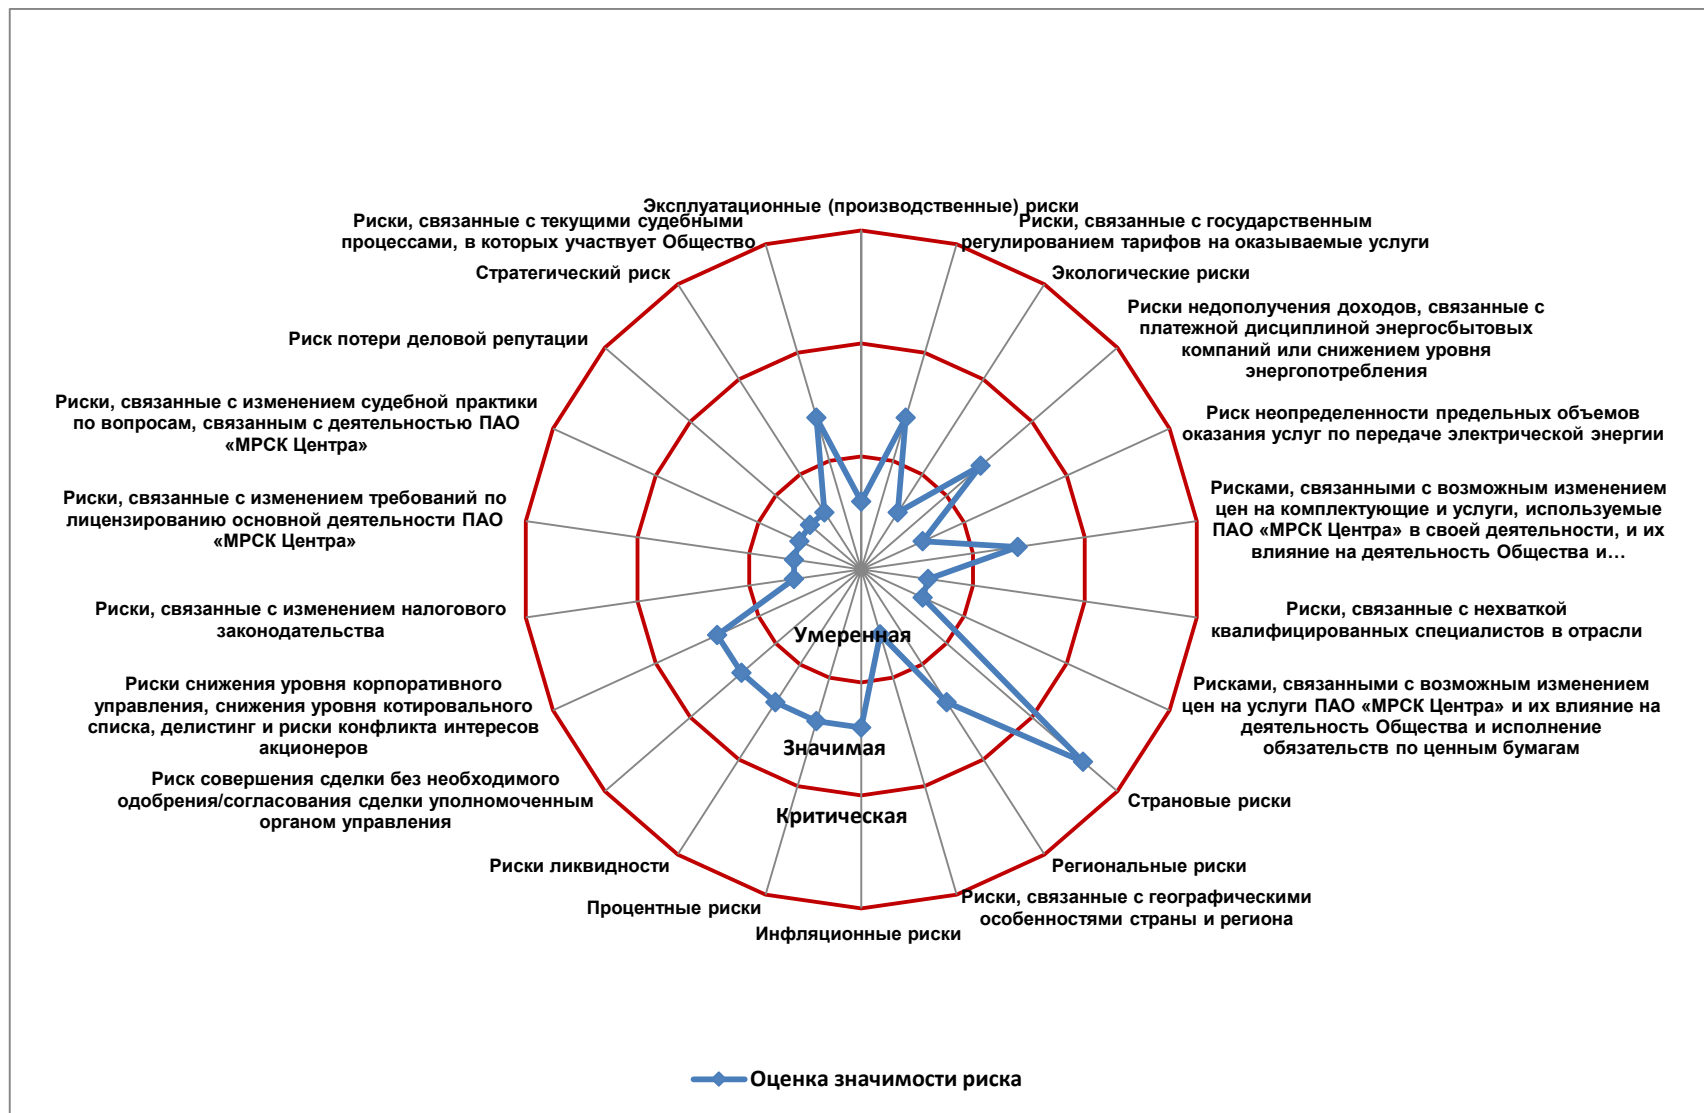 Эксплуатационные (производственные) риски
Риски, связанные с государственным
регулированием тарифов на оказываемые услуги
Экологические риски
Риски недополучения доходов, связанные с
платежной дисциплиной энергосбытовых
компаний или снижением уровня
энергопотребления
Риск неопределенности предельных объемов
оказания услуг по передаче электрической энергии
Рисками, связанными с возможным изменением
цен на комплектующие и услуги, используемые
ПАО «МРСК Центра» в своей деятельности, и их
влияние на деятельность Общества и…
Риски, связанные с нехваткой
квалифицированных специалистов в отрасли
Рисками, связанными с возможным изменением
цен на услуги ПАО «МРСК Центра» и их влияние на
деятельность Общества и исполнение
обязательств по ценным бумагам
Страновые риски
Региональные риски
Риски, связанные с географическими
особенностями страны и региона
Инфляционные риски
Процентные риски
Риски ликвидности
Риск совершения сделки без необходимого
одобрения/согласования сделки уполномоченным
органом управления
Риски снижения уровня корпоративного
управления, снижения уровня котировального
списка, делистинг и риски конфликта интересов
акционеров
Риски, связанные с изменением налогового
законодательства
Риски, связанные с изменением требований по
лицензированию основной деятельности ПАО
«МРСК Центра»
Риски, связанные с изменением судебной практики
по вопросам, связанным с деятельностью ПАО
«МРСК Центра»
Риск потери деловой репутации
Стратегический риск
Риски, связанные с текущими судебными
процессами, в которых участвует Общество
Умеренная
Значимая
Критическая
Оценка значимости риска